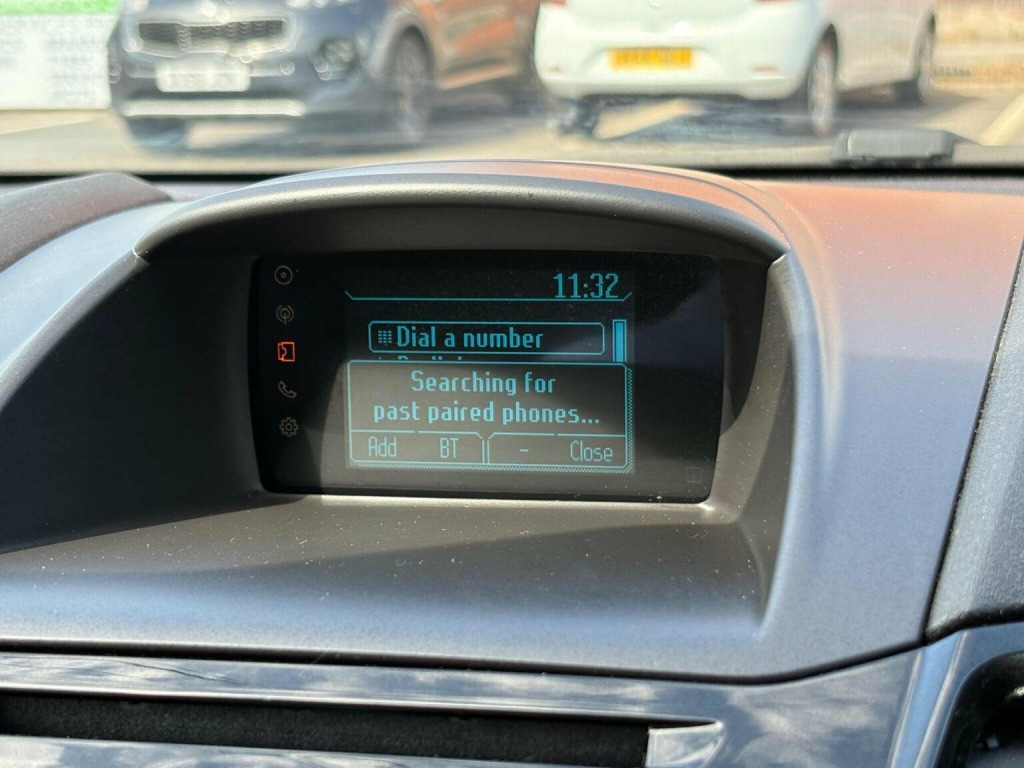 11:32
Dial a number
Searching for
past paired phones...
Add BT - Close